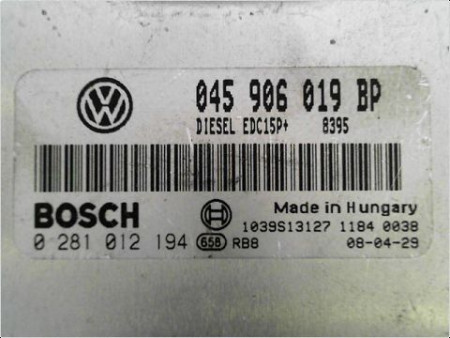 045 906 019 BP
DIESEL EDC15P+ 8395
BOSCH Made in Hungary
1039S13127 1184 0038
0 281 012 194 658 RB8 08-04-29